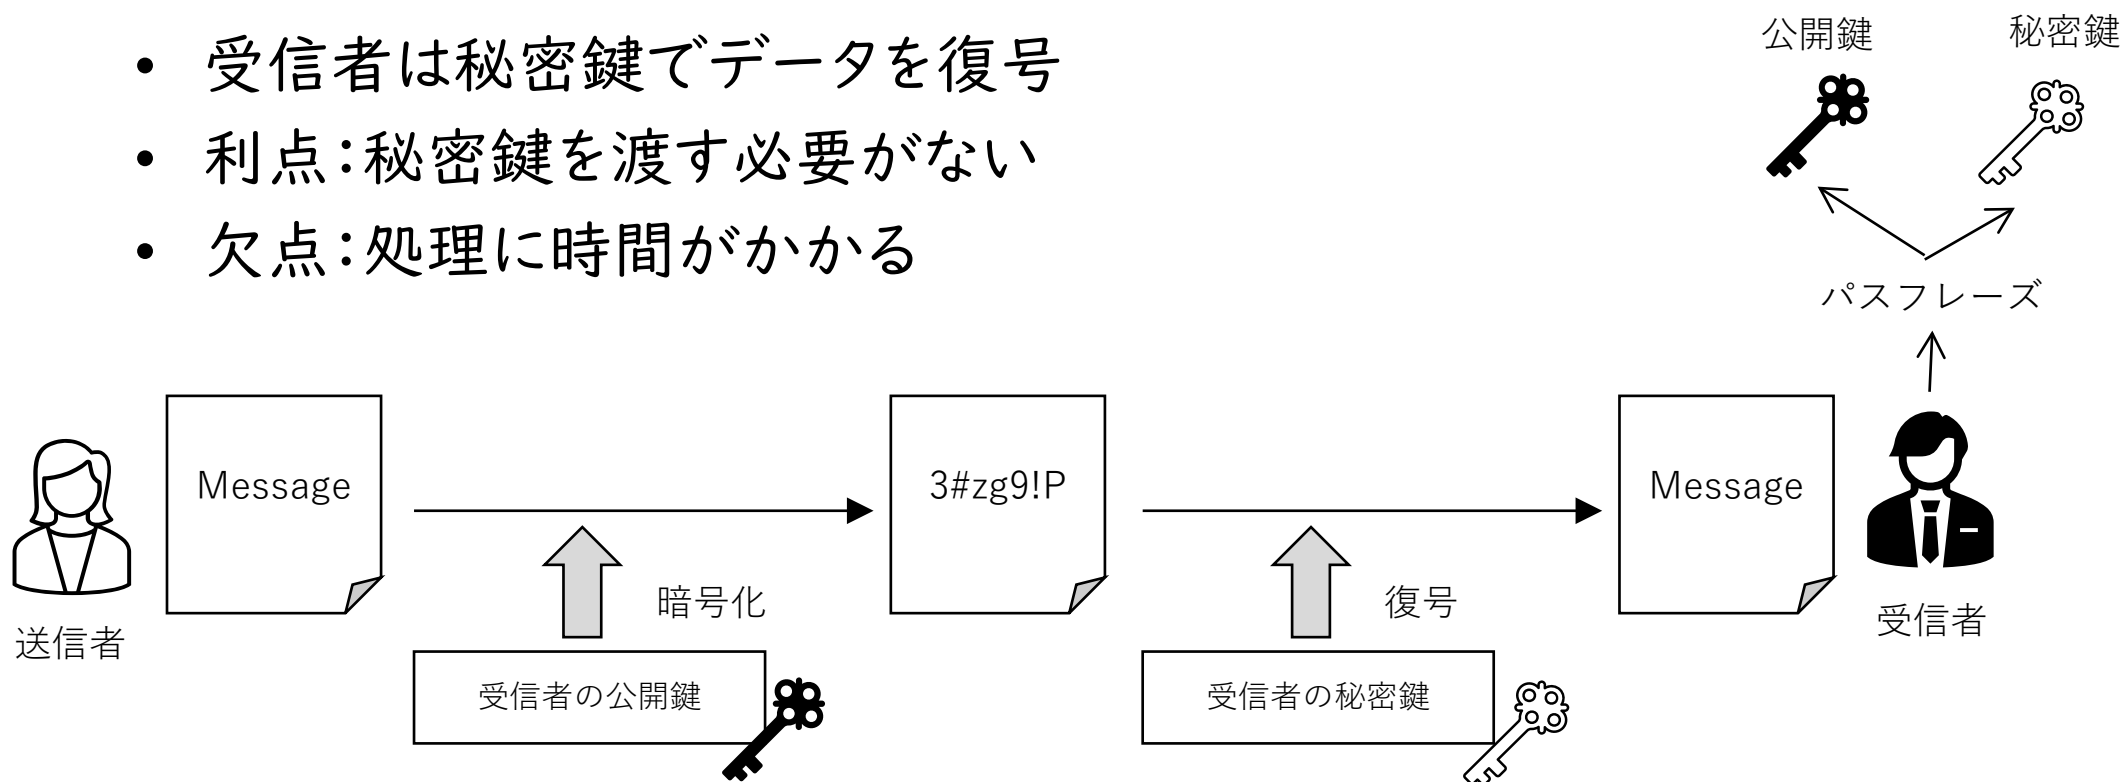 • 受信者は秘密鍵でデータを復号
• 利点：秘密鍵を渡す必要がない
• 欠点：処理に時間がかかる
公開鍵
秘密鍵
パスフレーズ
Message
3#zg9!P
Message
暗号化
復号
送信者
受信者
受信者の公開鍵
受信者の秘密鍵